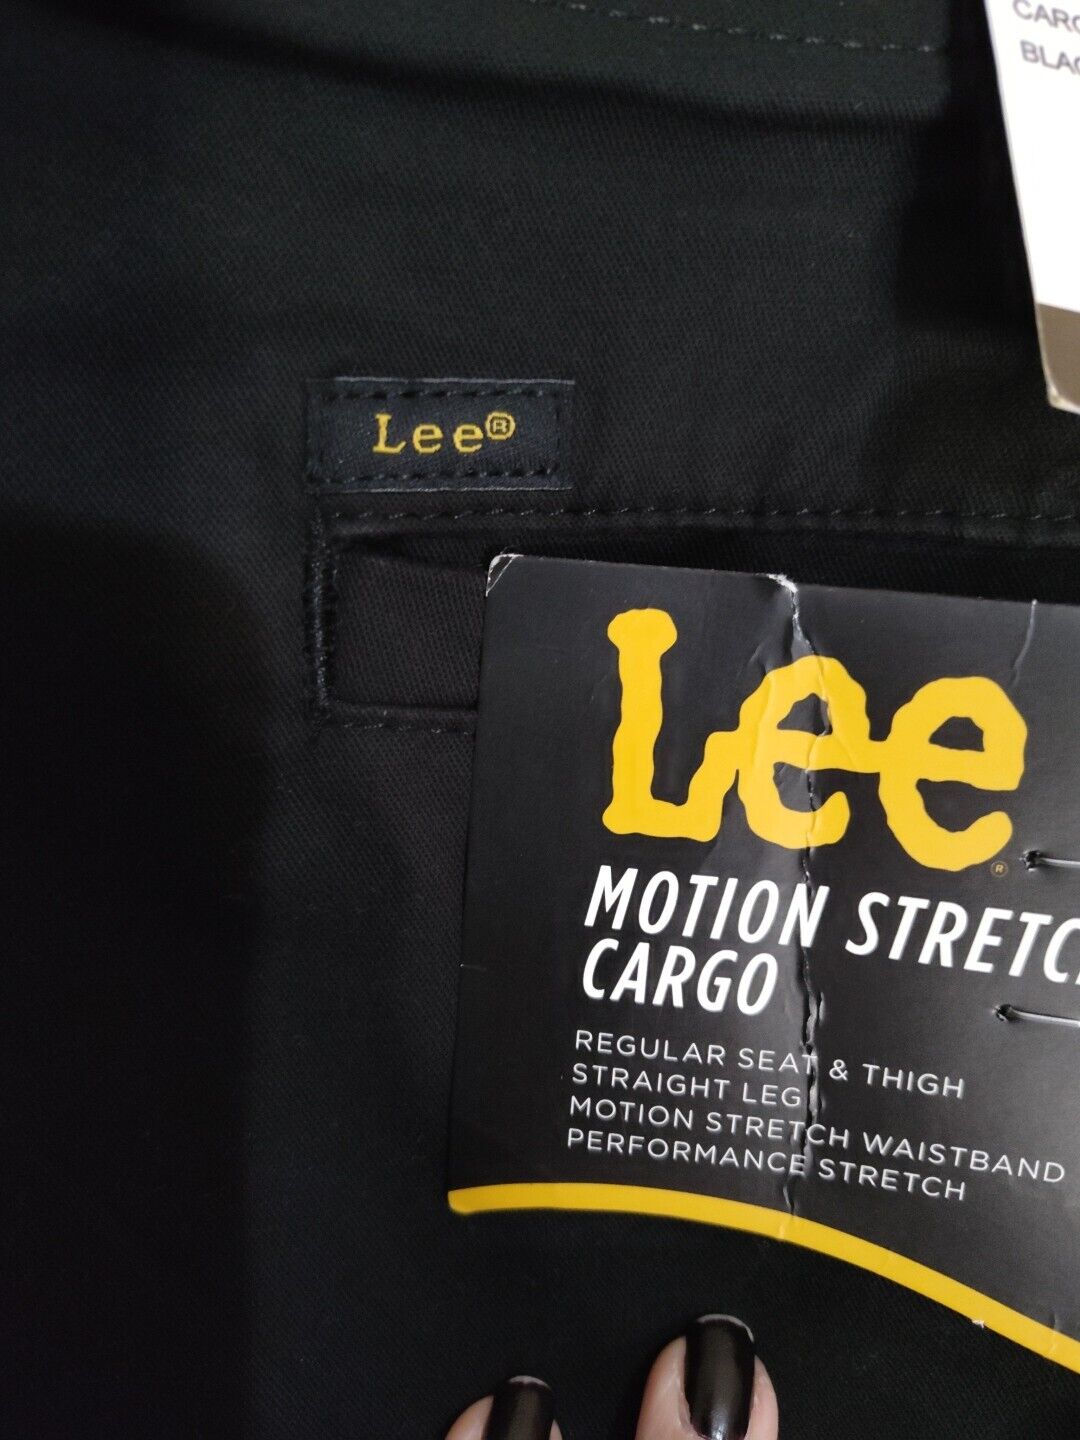 Lee®
Lee®
MOTION STRETC
CARGO
REGULAR SEAT & THIGH
STRAIGHT LEG
MOTION STRETCH WAISTBAND
PERFORMANCE STRETCH